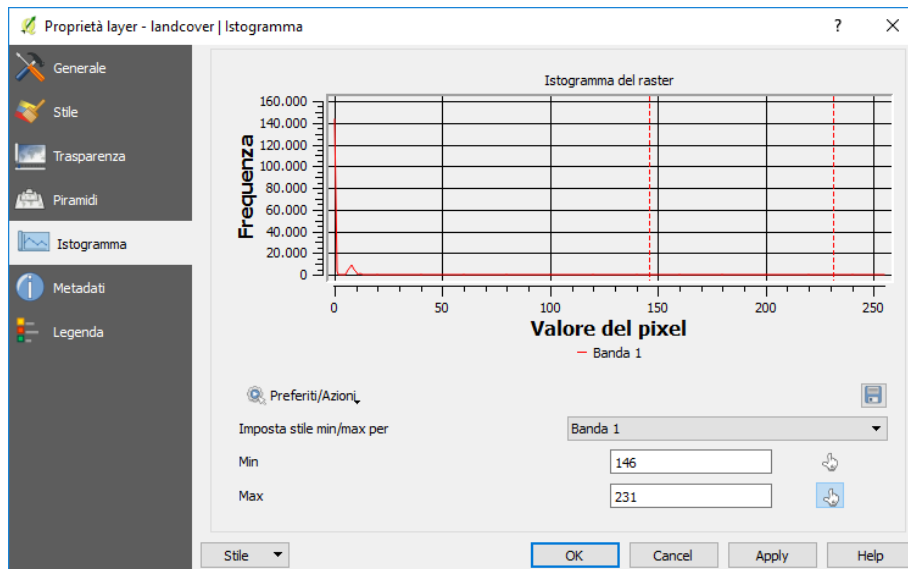 Proprietà layer - landcover | Istogramma
?
Generale
Stile
Trasparenza
Piramidi
Istogramma
Metadati
Legenda
Istogramma del raster
Frequenza
160.000
140.000
120.000
100.000
80.000
60.000
40.000
20.000
0
0 50 100 150 200 250
Valore del pixel
Banda 1
Preferiti/Azioni
Imposta stile min/max per Banda 1
Min 146
Max 231
Stile OK Cancel Apply Help